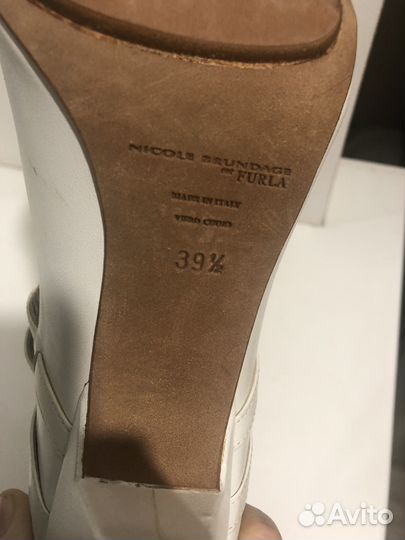 NICOLE BRUNDAGE
FOR FURLA
MADE IN ITALY
VERO CUOIO
39½
Avito